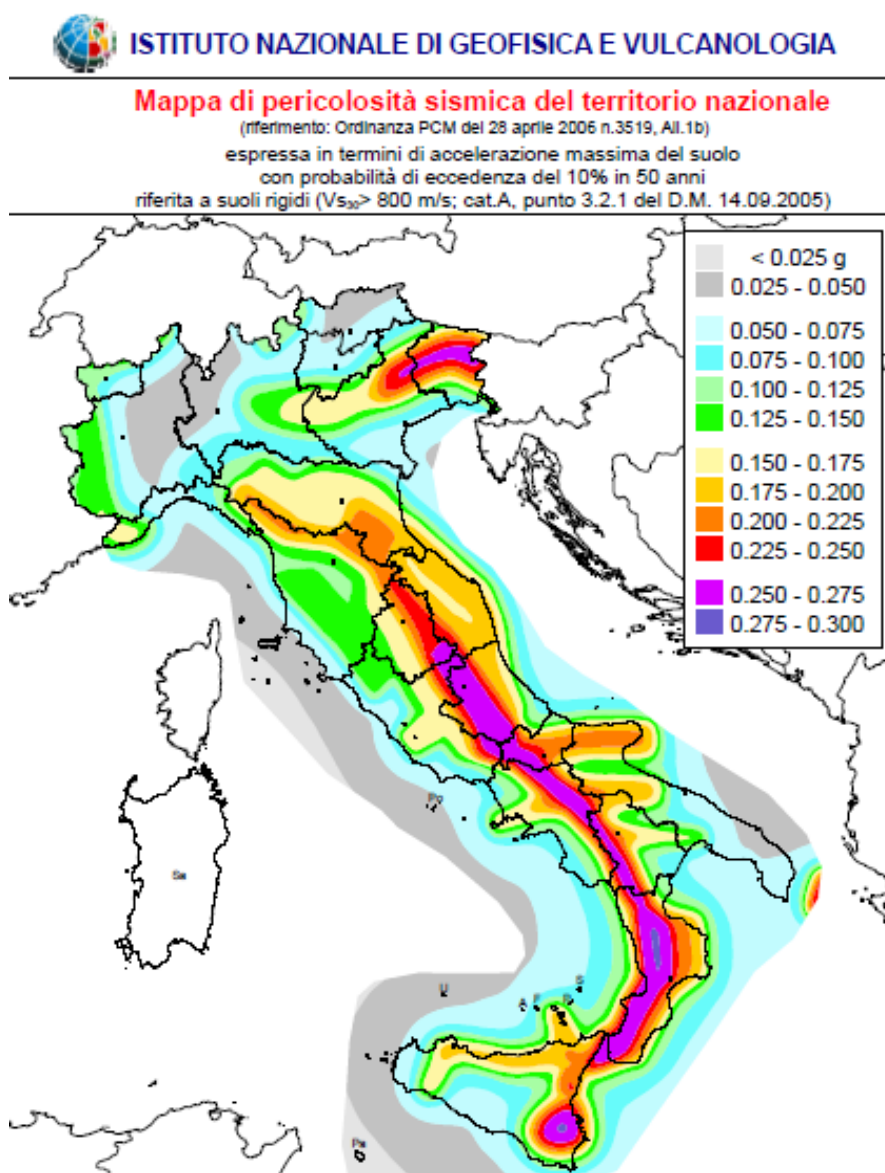 ISTITUTO NAZIONALE DI GEOFISICA E VULCANOLOGIA
Mappa di pericolosità sismica del territorio nazionale
(riferimento: Ordinanza PCM del 28 aprile 2006 n.3519, All.1b)
espressa in termini di accelerazione massima del suolo
con probabilità di eccedenza del 10% in 50 anni
riferita a suoli rigidi (Vs₃₀> 800 m/s; cat.A, punto 3.2.1 del D.M. 14.09.2005)
< 0.025 g
0.025 - 0.050
0.050 - 0.075
0.075 - 0.100
0.100 - 0.125
0.125 - 0.150
0.150 - 0.175
0.175 - 0.200
0.200 - 0.225
0.225 - 0.250
0.250 - 0.275
0.275 - 0.300
Sa
S
U
A
F
Pa